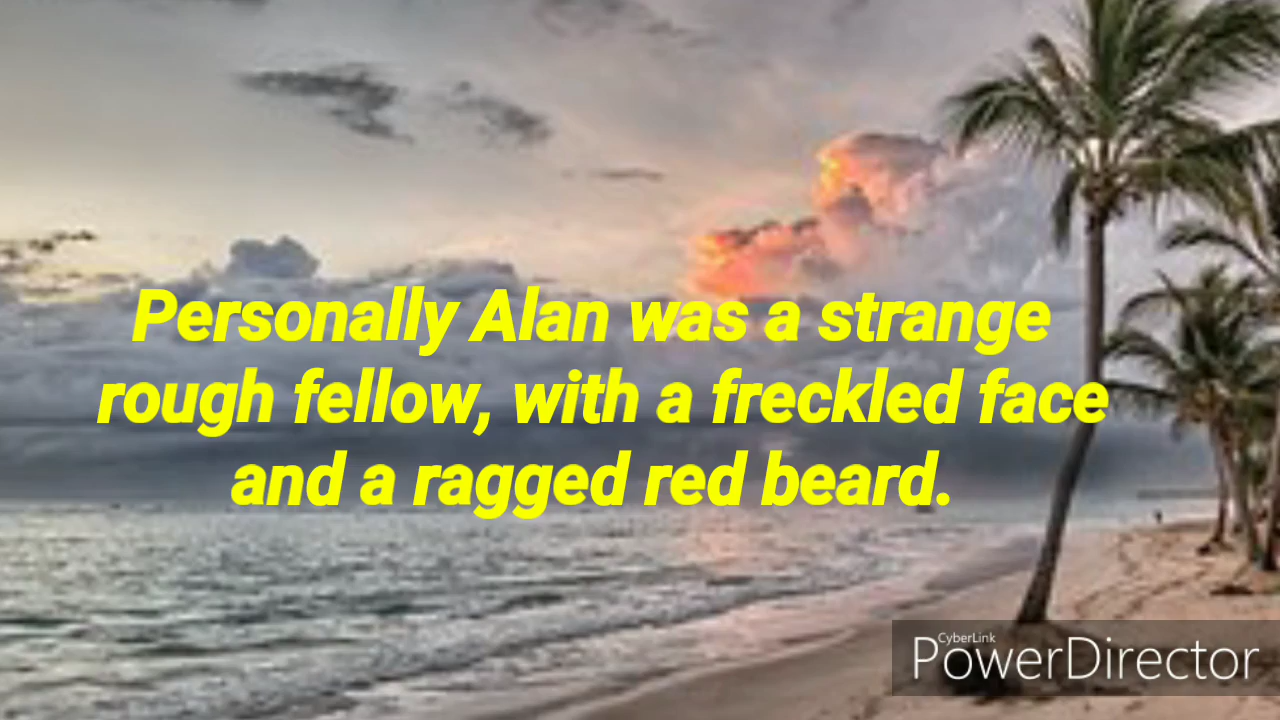 Personally Alan was a strange
rough fellow, with a freckled face
and a ragged red beard.
CyberLink
PowerDirector